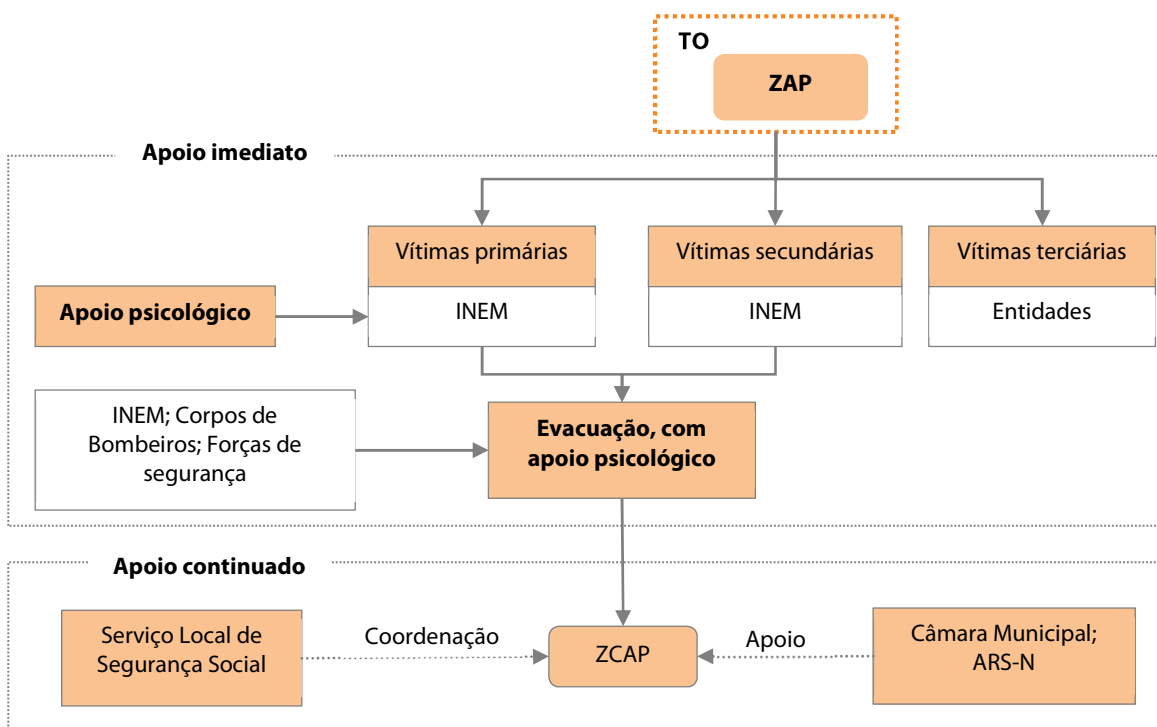 TO
ZAP
Apoio imediato
Vítimas primárias
Vítimas secundárias
Vítimas terciárias
Apoio psicológico
INEM
INEM
Entidades
INEM; Corpos de
Bombeiros; Forças de
segurança
Evacuação, com
apoio psicológico
Apoio continuado
Serviço Local de
Segurança Social
Coordenação
ZCAP
Apoio
Câmara Municipal;
ARS-N